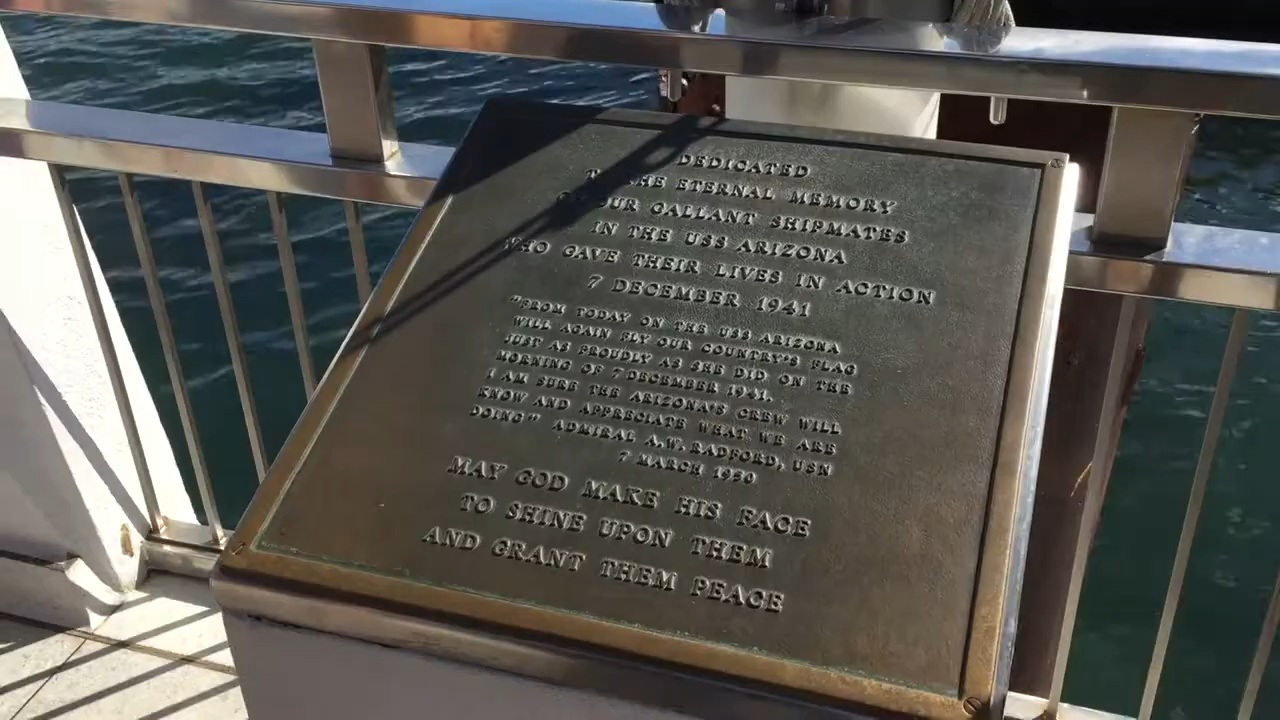 DEDICATED
TO THE ETERNAL MEMORY
OF OUR GALLANT SHIPMATES
IN THE USS ARIZONA
WHO GAVE THEIR LIVES IN ACTION
7 DECEMBER 1941
"FROM TODAY ON THE USS ARIZONA
WILL AGAIN FLY OUR COUNTRY'S FLAG
JUST AS PROUDLY AS SHE DID ON THE
MORNING OF 7 DECEMBER 1941.
I AM SURE THE ARIZONA'S CREW WILL
KNOW AND APPRECIATE WHAT WE ARE
DOING" ADMIRAL A.W. RADFORD, USN
7 MARCH 1950
MAY GOD MAKE HIS FACE
TO SHINE UPON THEM
AND GRANT THEM PEACE